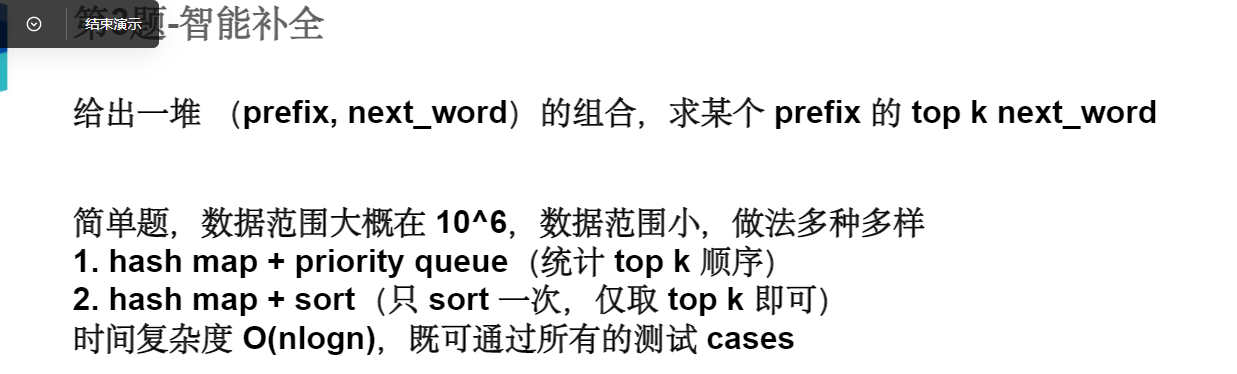 结束演示
第3题-智能补全
给出一堆 （prefix, next_word）的组合，求某个 prefix 的 top k next_word
简单题，数据范围大概在 10^6，数据范围小，做法多种多样
1. hash map + priority queue（统计 top k 顺序）
2. hash map + sort（只 sort 一次，仅取 top k 即可）
时间复杂度 O(nlogn)，既可通过所有的测试 cases